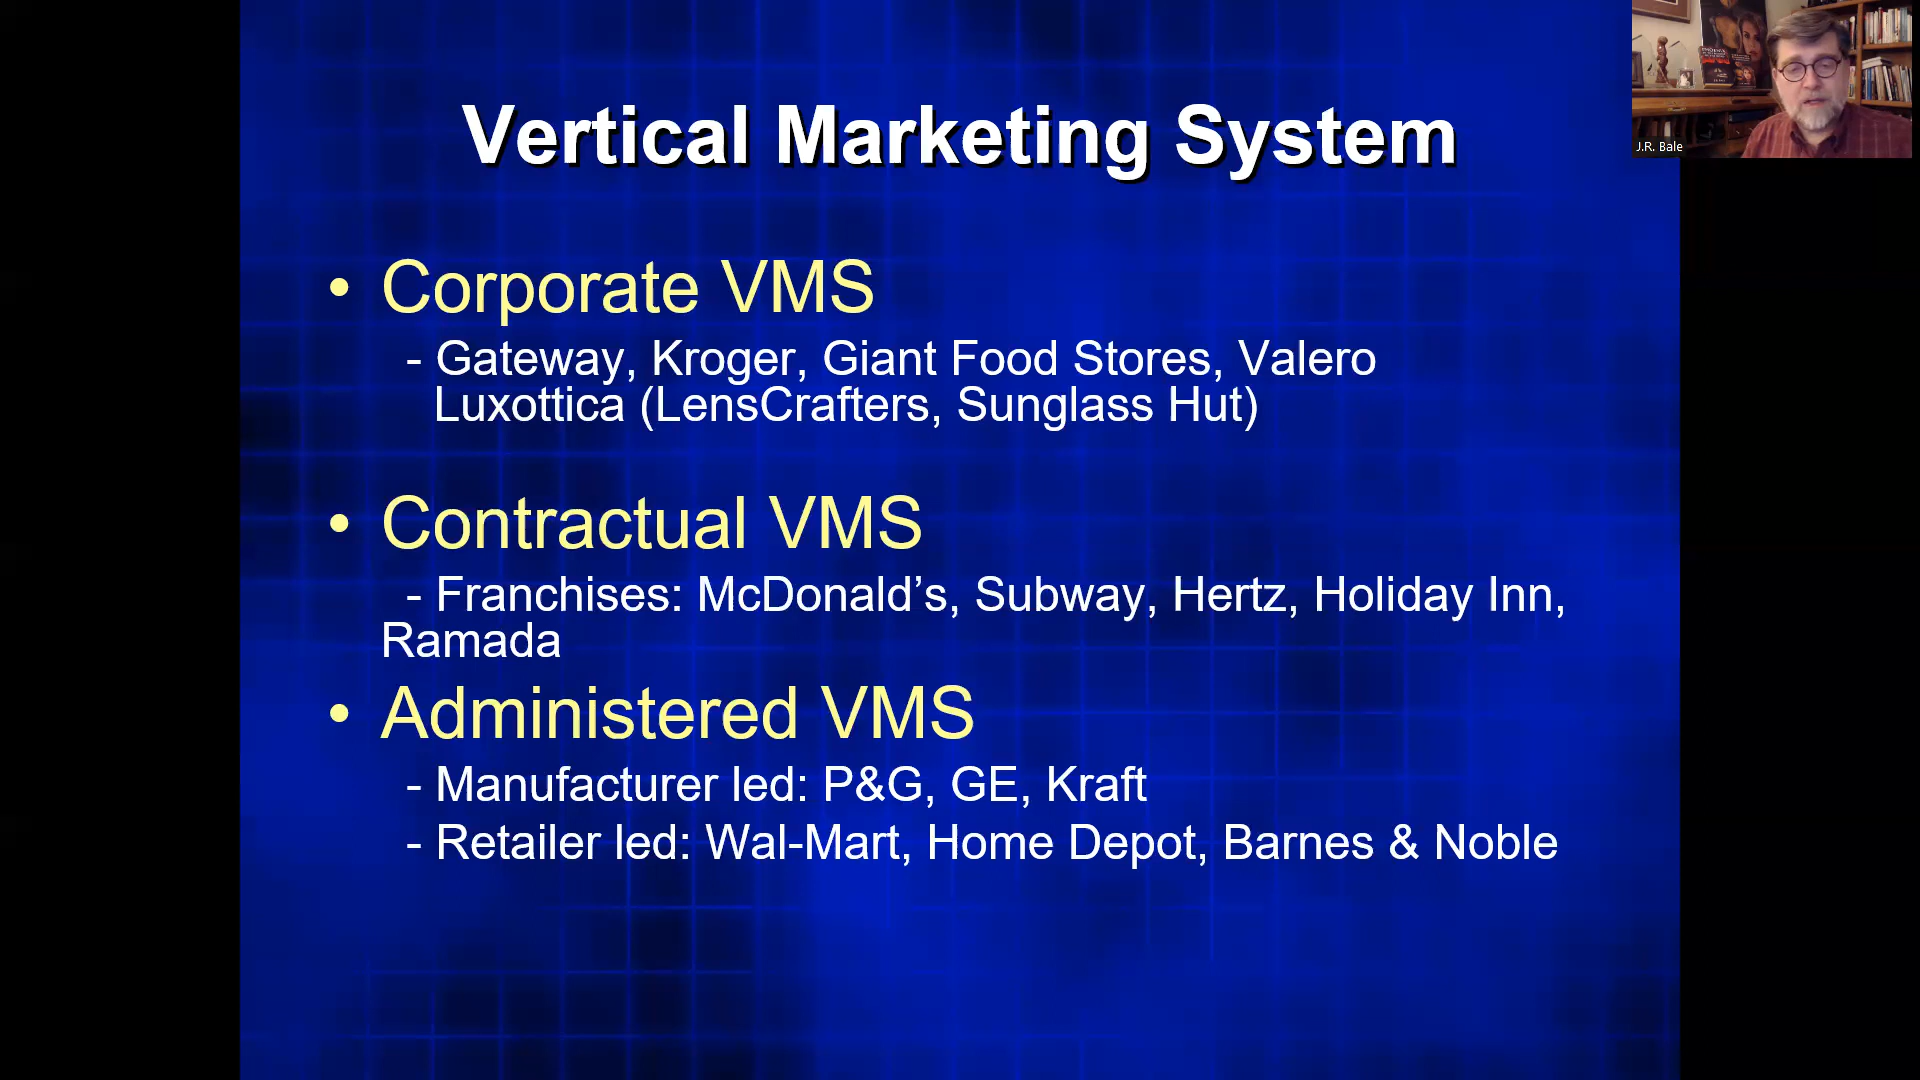 Vertical Marketing System
• Corporate VMS
- Gateway, Kroger, Giant Food Stores, Valero
Luxottica (LensCrafters, Sunglass Hut)
• Contractual VMS
- Franchises: McDonald’s, Subway, Hertz, Holiday Inn,
Ramada
• Administered VMS
- Manufacturer led: P&G, GE, Kraft
- Retailer led: Wal-Mart, Home Depot, Barnes & Noble
J.R. Bale